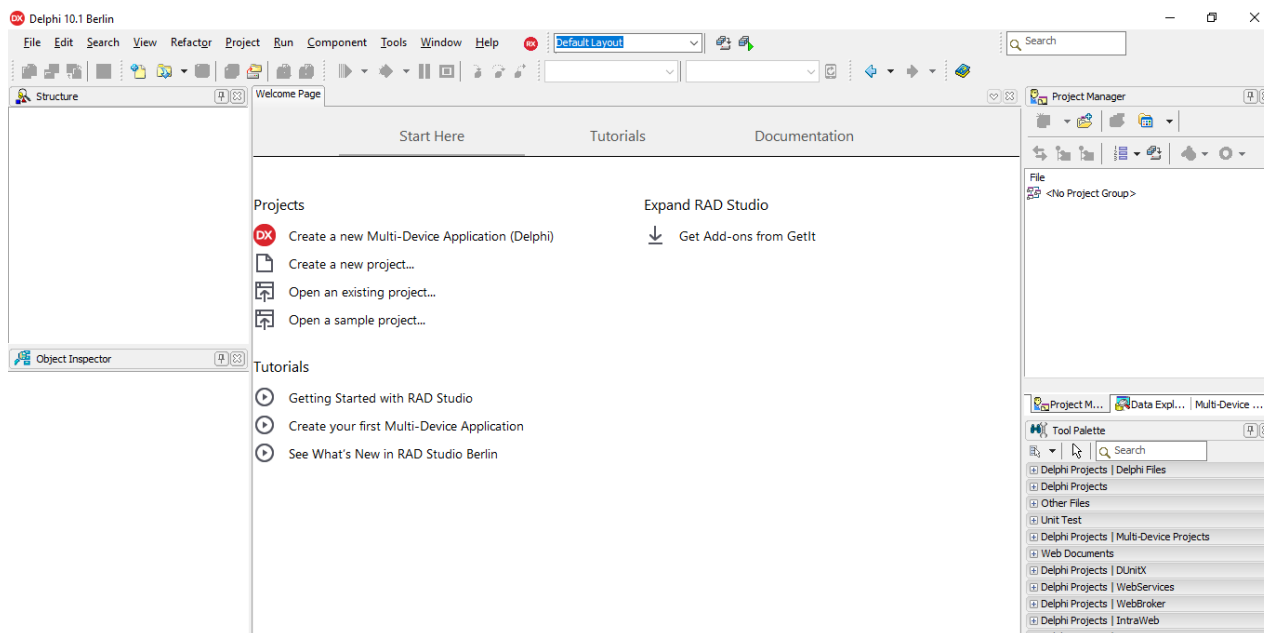 DX Delphi 10.1 Berlin
File Edit Search View Refactor Project Run Component Tools Window Help RX Default Layout Search
Structure
Welcome Page
Project Manager
Start Here Tutorials Documentation
File
<No Project Group>
Projects
DX Create a new Multi-Device Application (Delphi)
Create a new project...
Open an existing project...
Open a sample project...
Expand RAD Studio
Get Add-ons from GetIt
Object Inspector
Tutorials
Getting Started with RAD Studio
Create your first Multi-Device Application
See What's New in RAD Studio Berlin
Project M... Data Expl... Multi-Device ...
Tool Palette
Search
Delphi Projects | Delphi Files
Delphi Projects
Other Files
Unit Test
Delphi Projects | Multi-Device Projects
Web Documents
Delphi Projects | DUnitX
Delphi Projects | WebServices
Delphi Projects | WebBroker
Delphi Projects | IntraWeb